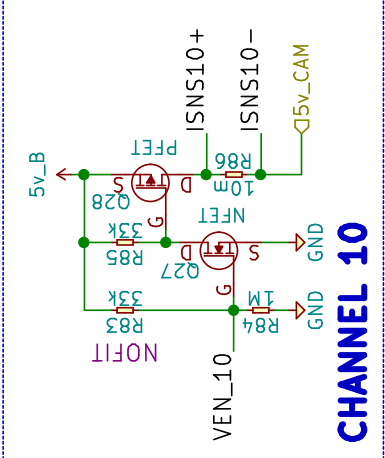 ISNS10+
ISNS10-
5v_CAM
PFET
R86
10m
5v_B
S
D
Q28
G
33k
R85
NFET
D
S
Q27
G
GND
33k
R83
1M
R84
GND
NOFIT
VEN_10
CHANNEL 10